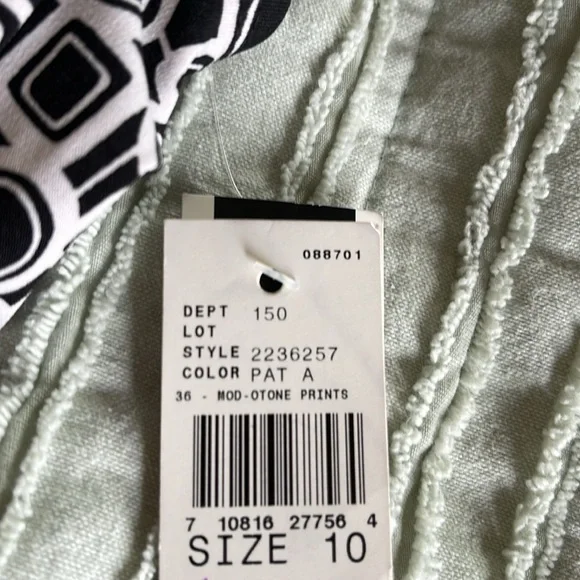 088701
DEPT 150
LOT
STYLE 2236257
COLOR PAT A
36 - MOD-OTONE PRINTS
7 10816 27756 4
SIZE 10